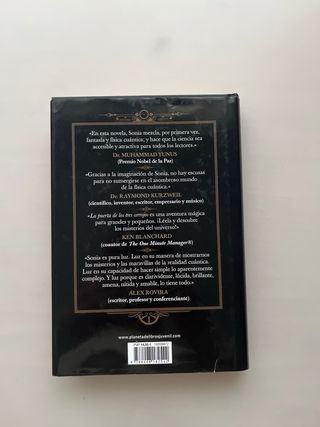 «En esta novela, Sonia mezcla, por primera vez,
fantasía y física cuántica; y hace que la ciencia sea
accesible y atractiva para todos los lectores.»
Dr. MUHAMMAD YUNUS
(Premio Nobel de la Paz)
«Gracias a la imaginación de Sonia, no hay excusas
para no sumergirse en el asombroso mundo
de la física cuántica.»
Dr. RAYMOND KURZWEIL
(científico, inventor, escritor, empresario y músico)
«La puerta de los tres cerrojos es una aventura mágica
para grandes y pequeños. ¡Leela y descubre
los misterios del universo!»
KEN BLANCHARD
(coautor de The One Minute Manager®)
«Sonia es pura luz. Luz en su manera de mostrarnos
los misterios y las maravillas de la realidad cuántica.
Luz en su capacidad de hacer simple lo aparentemente
complejo. Y luz porque es clarividente, lúcida, brillante,
amena, nítida y amable, lo tiene todo.»
ÁLEX ROVIRA
(escritor, profesor y conferenciante)
www.planetadelibrosjuvenil.com